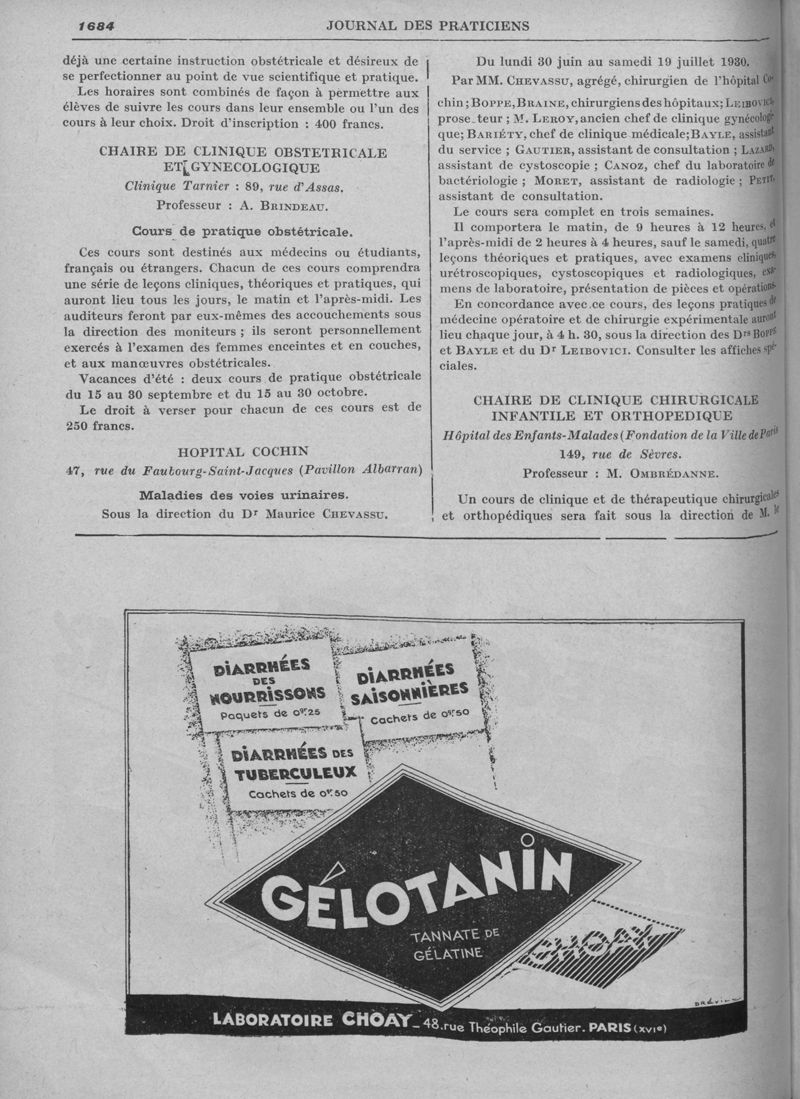 1684
JOURNAL DES PRATICIENS
déjà une certaine instruction obstétricale et désireux de
se perfectionner au point de vue scientifique et pratique.
Les horaires sont combinés de façon à permettre aux
élèves de suivre les cours dans leur ensemble ou l'un des
cours à leur choix. Droit d'inscription : 400 francs.
CHAIRE DE CLINIQUE OBSTETRICALE
ET GYNECOLOGIQUE
Clinique Tarnier : 89, rue d'Assas.
Professeur : A. BRINDEAU.
Cours de pratique obstétricale.
Ces cours sont destinés aux médecins ou étudiants,
français ou étrangers. Chacun de ces cours comprendra
une série de leçons cliniques, théoriques et pratiques, qui
auront lieu tous les jours, le matin et l'après-midi. Les
auditeurs feront par eux-mêmes des accouchements sous
la direction des moniteurs ; ils seront personnellement
exercés à l'examen des femmes enceintes et en couches,
et aux manœuvres obstétricales.
Vacances d'été : deux cours de pratique obstétricale
du 15 au 30 septembre et du 15 au 30 octobre.
Le droit à verser pour chacun de ces cours est de
250 francs.
HOPITAL COCHIN
47, rue du Faubourg-Saint-Jacques (Pavillon Albarran)
Maladies des voies urinaires.
Sous la direction du Dr Maurice CHEVASSU.
Du lundi 30 juin au samedi 19 juillet 1930.
Par MM. CHEVASSU, agrégé, chirurgien de l'hôpital Co-
chin ; BOPPE, BRAINE, chirurgiens des hôpitaux; LEIBOVICI,
prosecteur ; M. LEROY, ancien chef de clinique gynécologi-
que; BARIÉTY, chef de clinique médicale; BAYLE, assistant
du service ; GAUTIER, assistant de consultation ; LAZARD,
assistant de cystoscopie ; CANOZ, chef du laboratoire de
bactériologie ; MORET, assistant de radiologie ; PETIT,
assistant de consultation.
Le cours sera complet en trois semaines.
Il comportera le matin, de 9 heures à 12 heures, et
l'après-midi de 2 heures à 4 heures, sauf le samedi, quatre
leçons théoriques et pratiques, avec examens cliniques,
urétroscopiques, cystoscopiques et radiologiques, exa-
mens de laboratoire, présentation de pièces et opérations.
En concordance avec ce cours, des leçons pratiques de
médecine opératoire et de chirurgie expérimentale auront
lieu chaque jour, à 4 h. 30, sous la direction des Drs BOPPE
et BAYLE et du Dr LEIBOVICI. Consulter les affiches spé-
ciales.
CHAIRE DE CLINIQUE CHIRURGICALE
INFANTILE ET ORTHOPEDIQUE
Hôpital des Enfants-Malades (Fondation de la Ville de Paris
149, rue de Sèvres.
Professeur : M. OMBRÉDANNE.
Un cours de clinique et de thérapeutique chirurgicales
et orthopédiques sera fait sous la direction de M. le
DIARRHÉES
DES
NOURRISSONS
Paquets de 0gr.25
DIARRHÉES
SAISONNIÈRES
Cachets de 0gr.50
DIARRHÉES DES
TUBERCULEUX
Cachets de 0gr.50
GÉLOTANIN
TANNATE DE
GÉLATINE
CHOAY
LABORATOIRE CHOAY_48.rue Théophile Gautier. PARIS (XVIe)